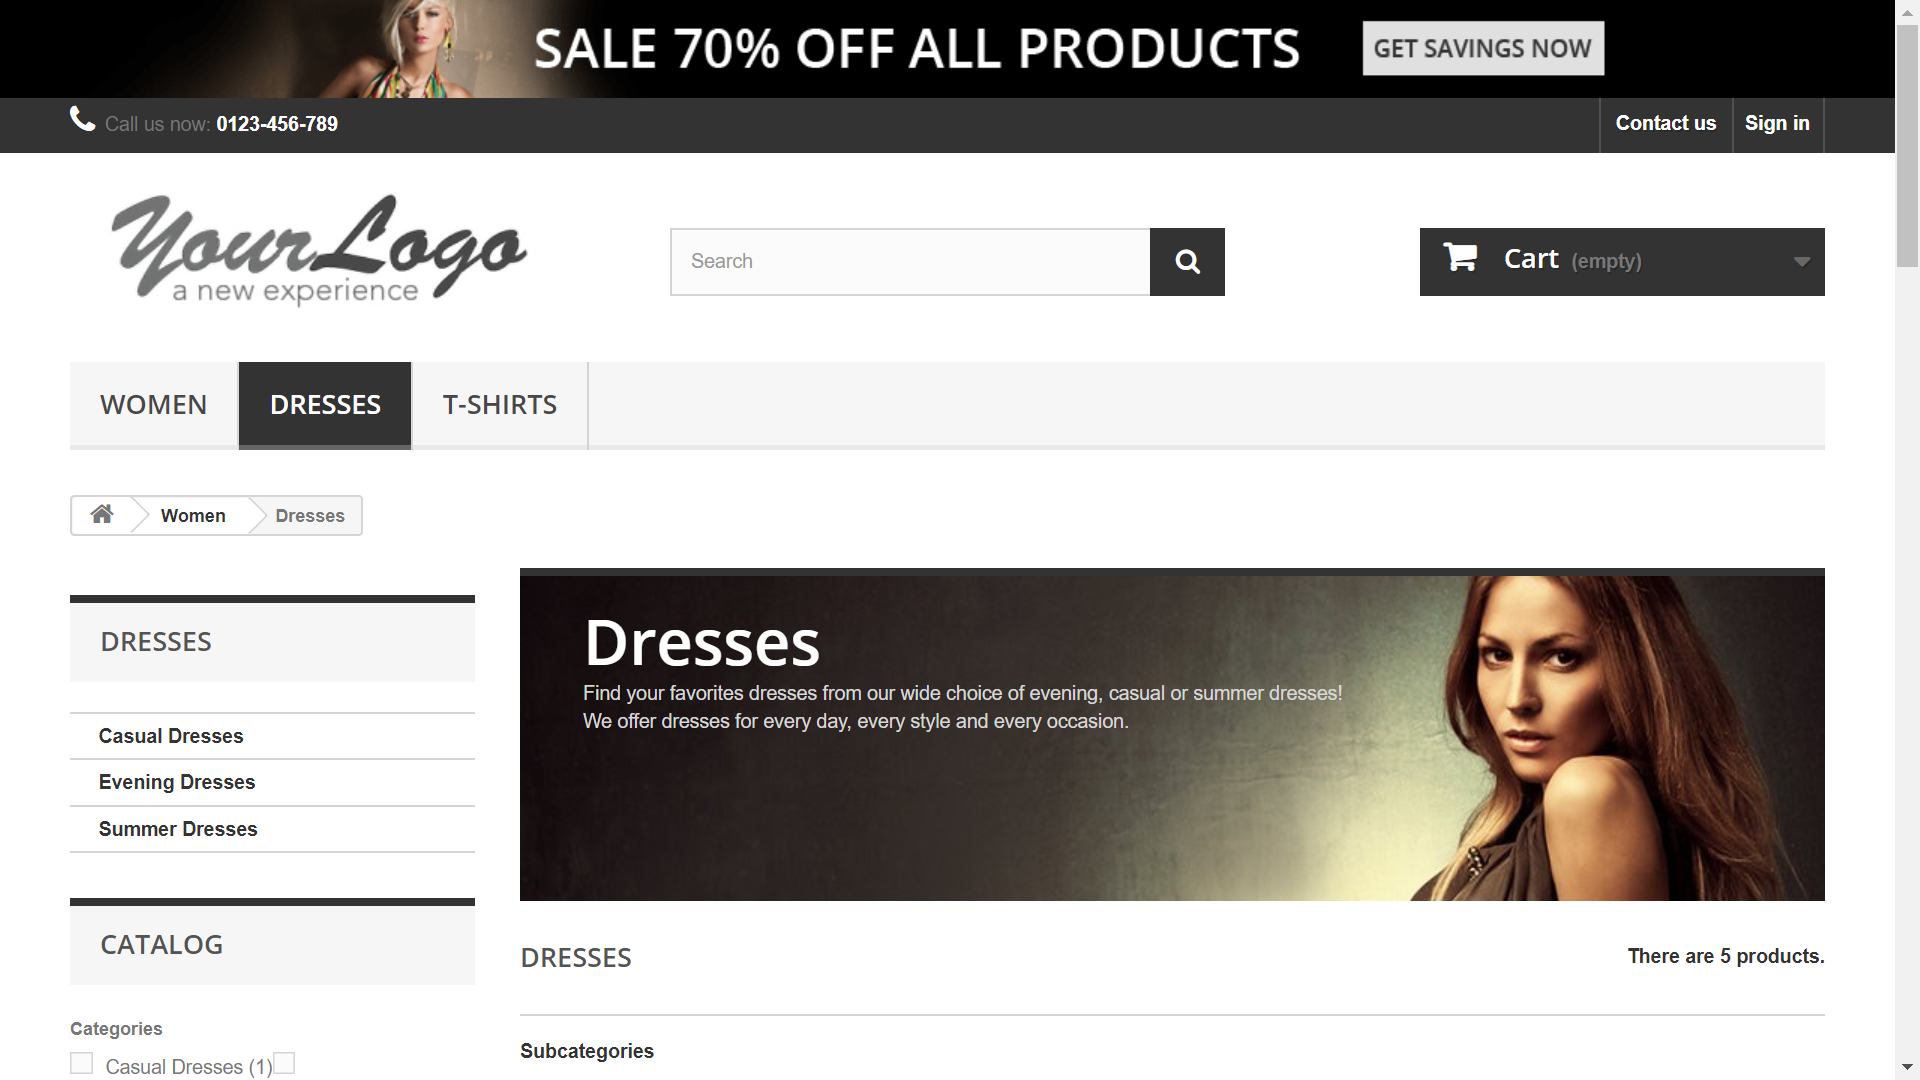 SALE 70% OFF ALL PRODUCTS
GET SAVINGS NOW
Call us now: 0123-456-789
Contact us
Sign in
YourLogo
a new experience
Search
Cart (empty)
WOMEN
DRESSES
T-SHIRTS
Women
Dresses
DRESSES
Casual Dresses
Evening Dresses
Summer Dresses
CATALOG
Categories
Casual Dresses (1)
Dresses
Find your favorites dresses from our wide choice of evening, casual or summer dresses!
We offer dresses for every day, every style and every occasion.
DRESSES
There are 5 products.
Subcategories